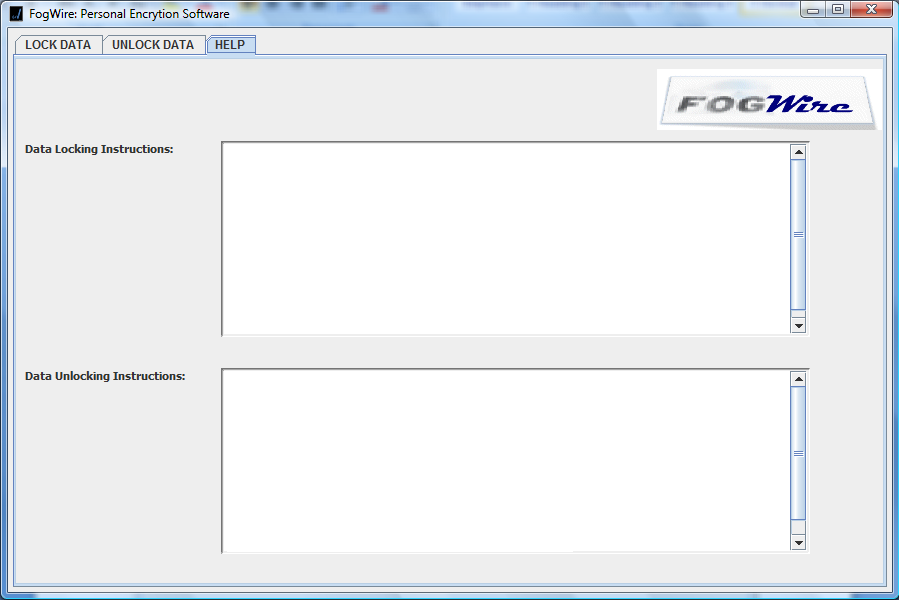 FogWire: Personal Encrytion Software
LOCK DATA
UNLOCK DATA
HELP
FOGWire
Data Locking Instructions:
Data Unlocking Instructions: